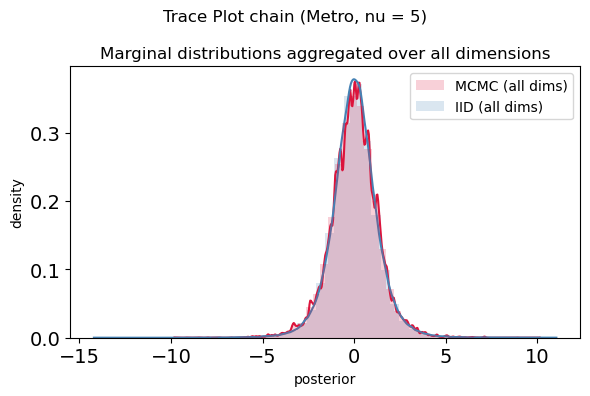 Trace Plot chain (Metro, nu = 5)
Marginal distributions aggregated over all dimensions
MCMC (all dims)
IID (all dims)
density
0.3
0.2
0.1
0.0
−15
−10
−5
0
5
10
posterior